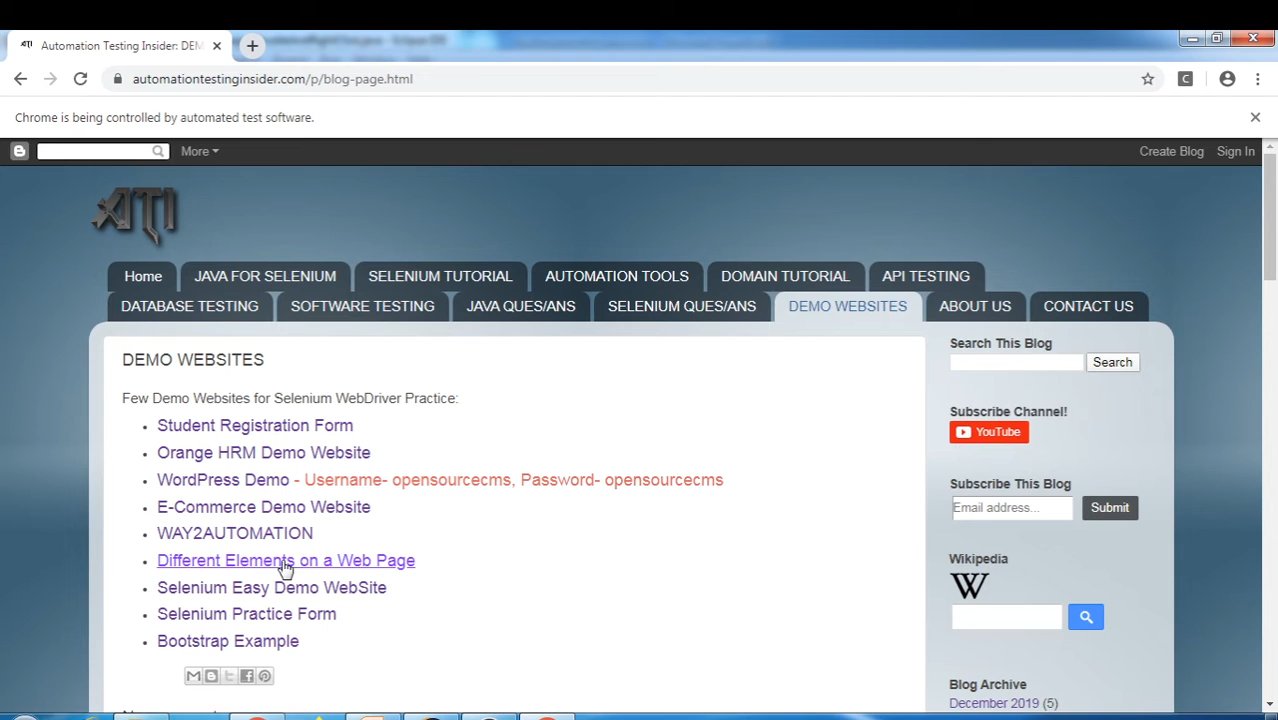 Automation Testing Insider: DEM
automationtestinginsider.com/p/blog-page.html
Chrome is being controlled by automated test software.
More
Create Blog Sign In
ATI
Home JAVA FOR SELENIUM SELENIUM TUTORIAL AUTOMATION TOOLS DOMAIN TUTORIAL API TESTING
DATABASE TESTING SOFTWARE TESTING JAVA QUES/ANS SELENIUM QUES/ANS DEMO WEBSITES ABOUT US CONTACT US
DEMO WEBSITES
Few Demo Websites for Selenium WebDriver Practice:
Student Registration Form
Orange HRM Demo Website
WordPress Demo - Username- opensourcecms, Password- opensourcecms
E-Commerce Demo Website
WAY2AUTOMATION
Different Elements on a Web Page
Selenium Easy Demo WebSite
Selenium Practice Form
Bootstrap Example
Search This Blog
Search
Subscribe Channel!
YouTube
Subscribe This Blog
Email address...
Submit
Wikipedia
W
Blog Archive
December 2019 (5)